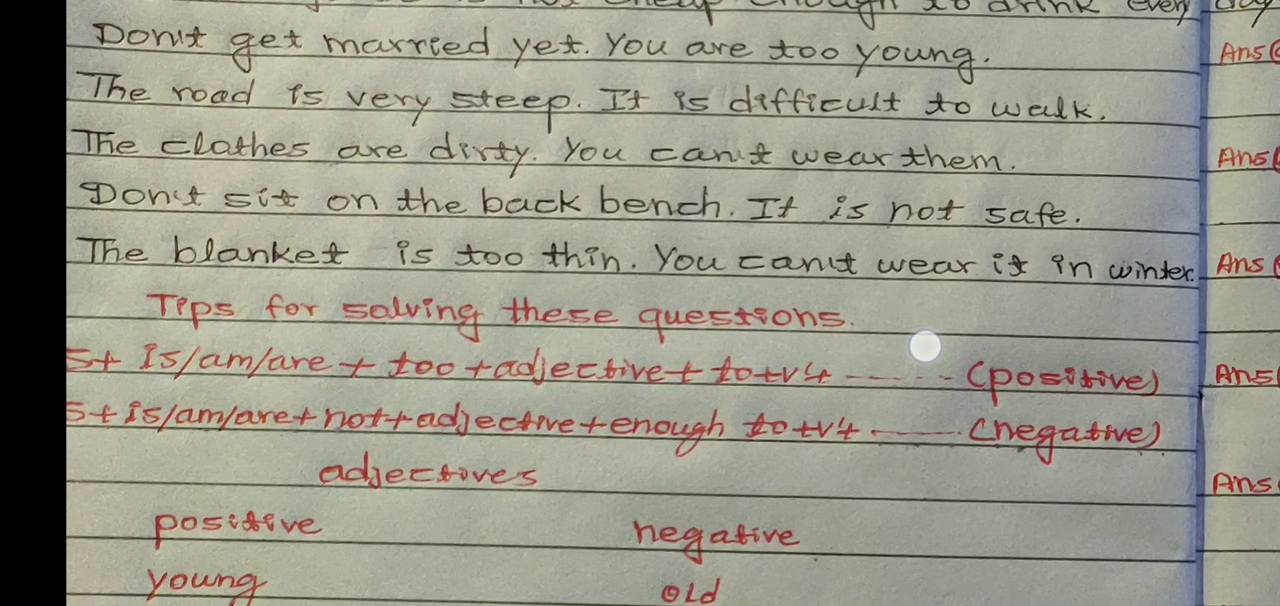 to drink every day
Don't get married yet. You are too young.
Ans
The road is very steep. It is difficult to walk.
The clothes are dirty. You can't wear them.
Ans
Don't sit on the back bench. It is not safe.
The blanket is too thin. You can't wear it in winter.
Ans
Tips for solving these questions.
S+ Is/am/are + too +adjective+ to+v4 ------ (positive)
Ans
S+is/am/are+not+adjective+enough to+v4 ------ (negative)
adjectives
Ans
positive negative
young old